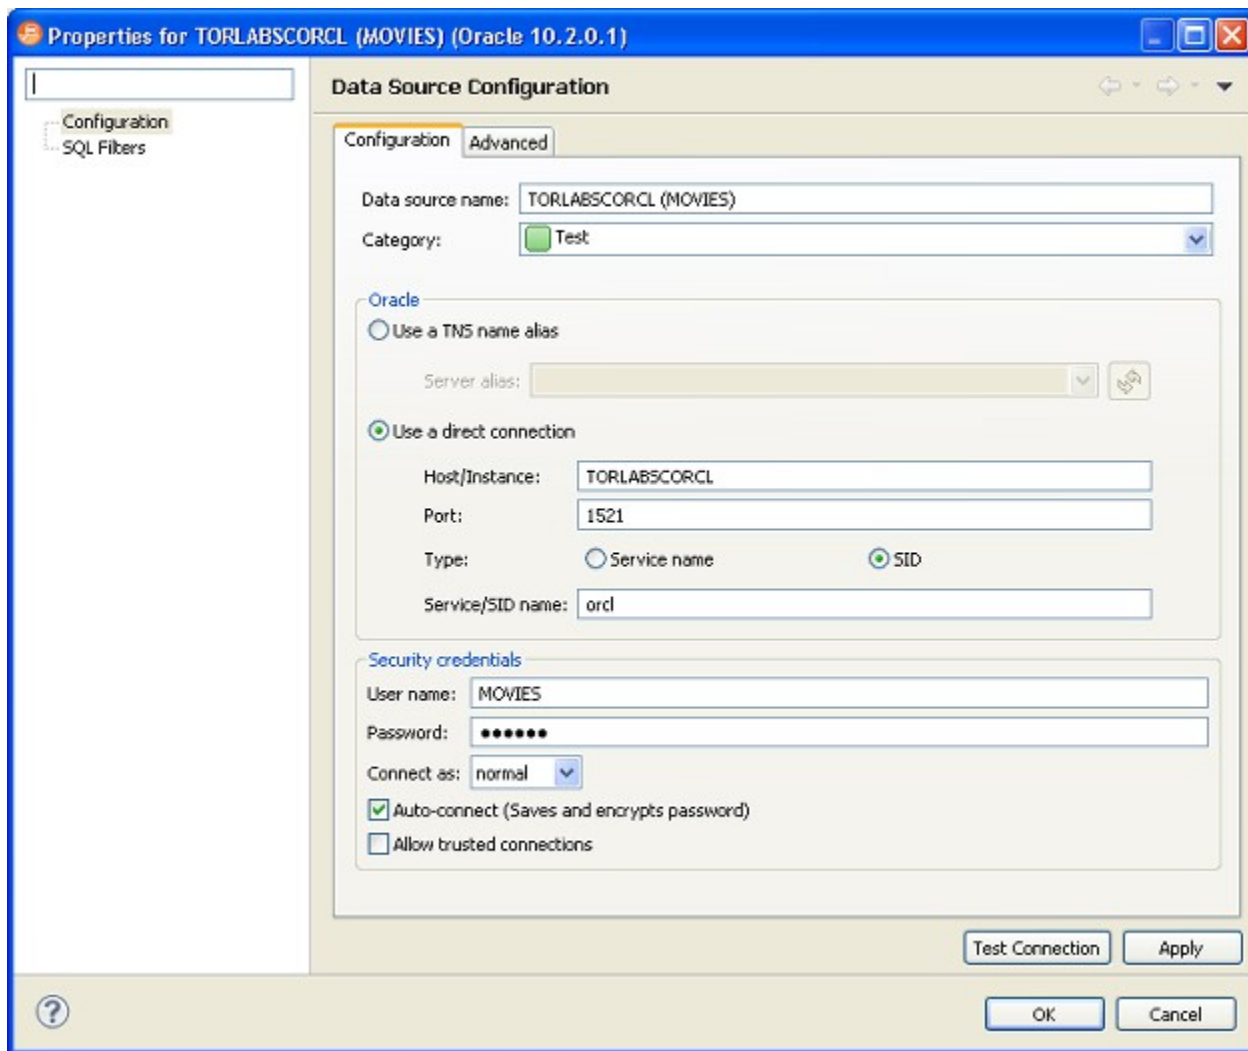 Properties for TORLABSCORCL (MOVIES) (Oracle 10.2.0.1)
Configuration
SQL Filters
Data Source Configuration
Configuration Advanced
Data source name: TORLABSCORCL (MOVIES)
Category: Test
Oracle
Use a TNS name alias
Server alias:
Use a direct connection
Host/Instance: TORLABSCORCL
Port: 1521
Type: Service name SID
Service/SID name: orcl
Security credentials
User name: MOVIES
Password: ••••••
Connect as: normal
Auto-connect (Saves and encrypts password)
Allow trusted connections
Test Connection Apply
? OK Cancel